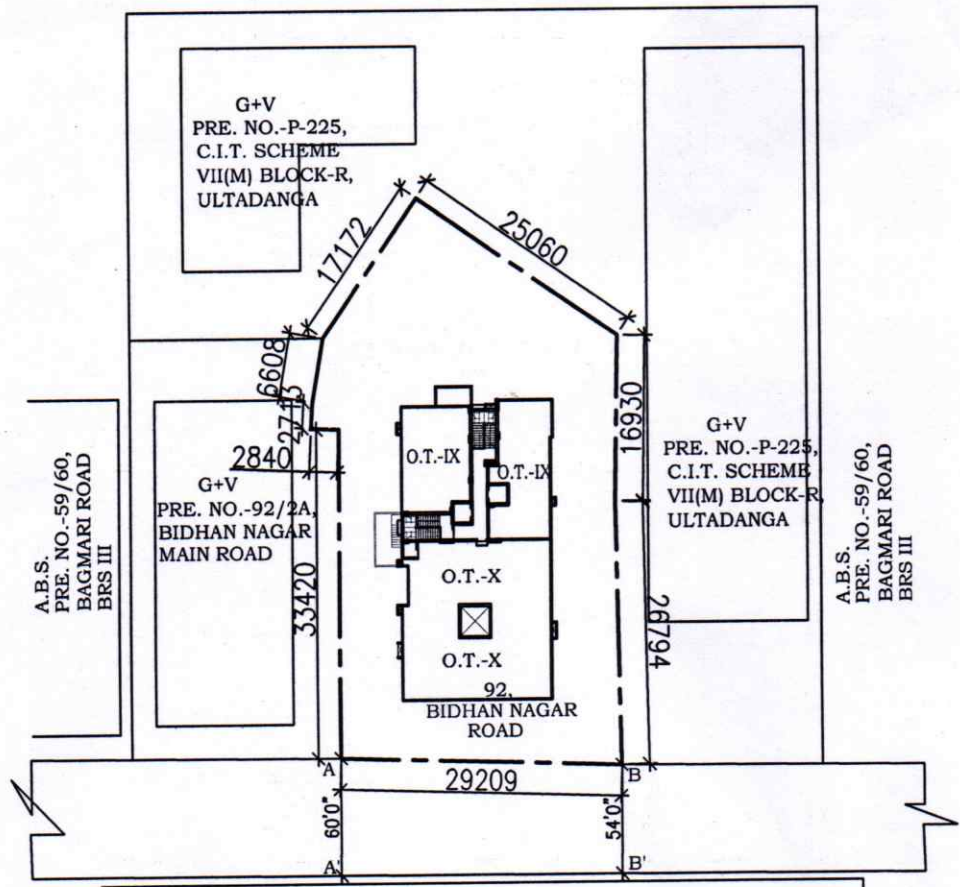 G+V
PRE. NO.-P-225,
C.I.T. SCHEME
VII(M) BLOCK-R,
ULTADANGA
17172
25060
6608
2713
2840
16930
G+V
PRE. NO.-P-225,
C.I.T. SCHEME
VII(M) BLOCK-R,
ULTADANGA
A.B.S.
PRE. NO.-59/60,
BAGMARI ROAD
BRS III
G+V
PRE. NO.-92/2A,
BIDHAN NAGAR
MAIN ROAD
33420
O.T.-IX
O.T.-IX
O.T.-X
O.T.-X
92,
BIDHAN NAGAR
ROAD
26794
A.B.S.
PRE. NO.-59/60,
BAGMARI ROAD
BRS III
A
B
29209
60'0"
54'0"
A'
B'